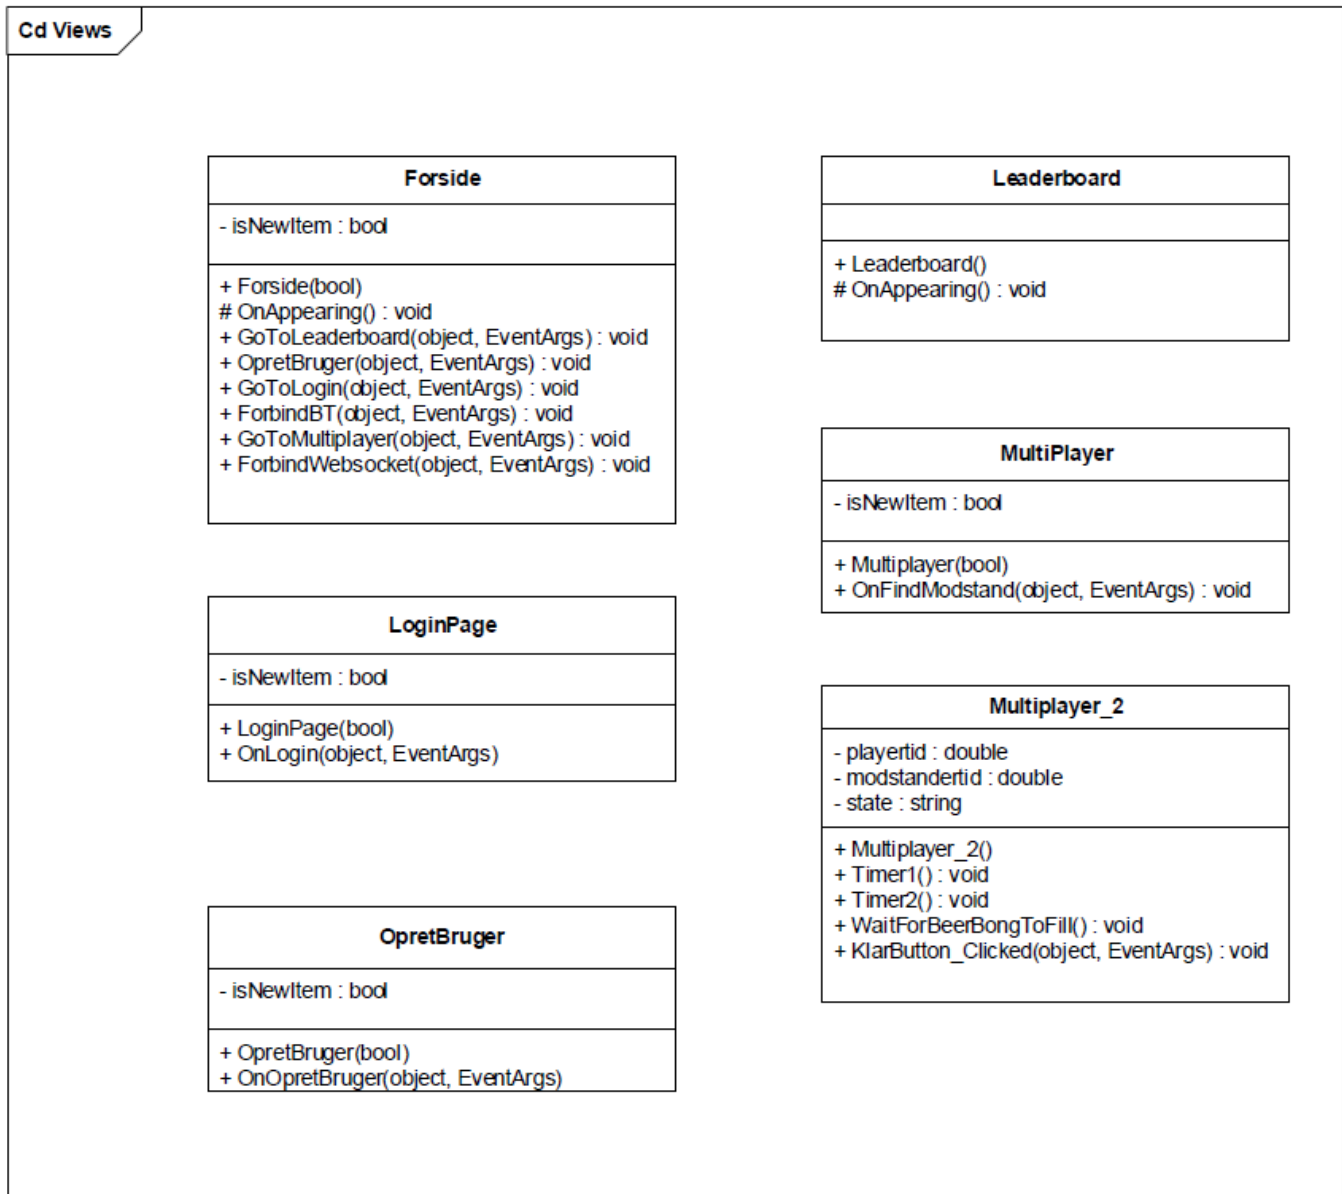 Cd Views
Forside
- isNewItem : bool
+ Forside(bool)
# OnAppearing() : void
+ GoToLeaderboard(object, EventArgs) : void
+ OpretBruger(object, EventArgs) : void
+ GoToLogin(object, EventArgs) : void
+ ForbindBT(object, EventArgs) : void
+ GoToMultiplayer(object, EventArgs) : void
+ ForbindWebsocket(object, EventArgs) : void
LoginPage
- isNewItem : bool
+ LoginPage(bool)
+ OnLogin(object, EventArgs)
OpretBruger
- isNewItem : bool
+ OpretBruger(bool)
+ OnOpretBruger(object, EventArgs)
Leaderboard
+ Leaderboard()
# OnAppearing() : void
MultiPlayer
- isNewItem : bool
+ Multiplayer(bool)
+ OnFindModstand(object, EventArgs) : void
Multiplayer_2
- playertid : double
- modstandertid : double
- state : string
+ Multiplayer_2()
+ Timer1() : void
+ Timer2() : void
+ WaitForBeerBongToFill() : void
+ KlarButton_Clicked(object, EventArgs) : void